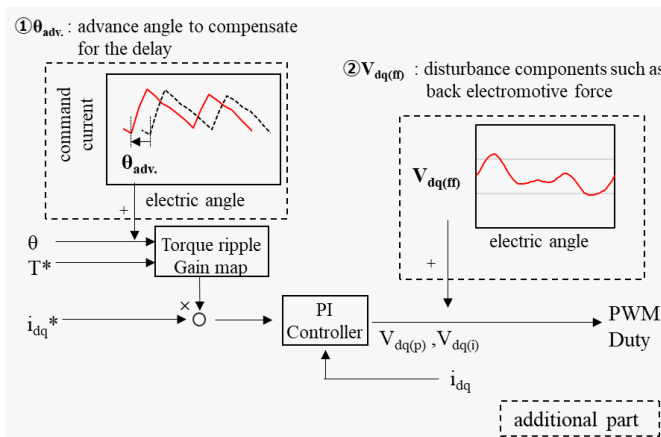 ①θadv. : advance angle to compensate
for the delay
command
current
θadv.
electric angle
②Vdq(ff) : disturbance components such as
back electromotive force
Vdq(ff)
electric angle
+
+
θ
T*
Torque ripple
Gain map
×
idq*
PI
Controller
Vdq(p) ,Vdq(i)
PWM
Duty
idq
additional part